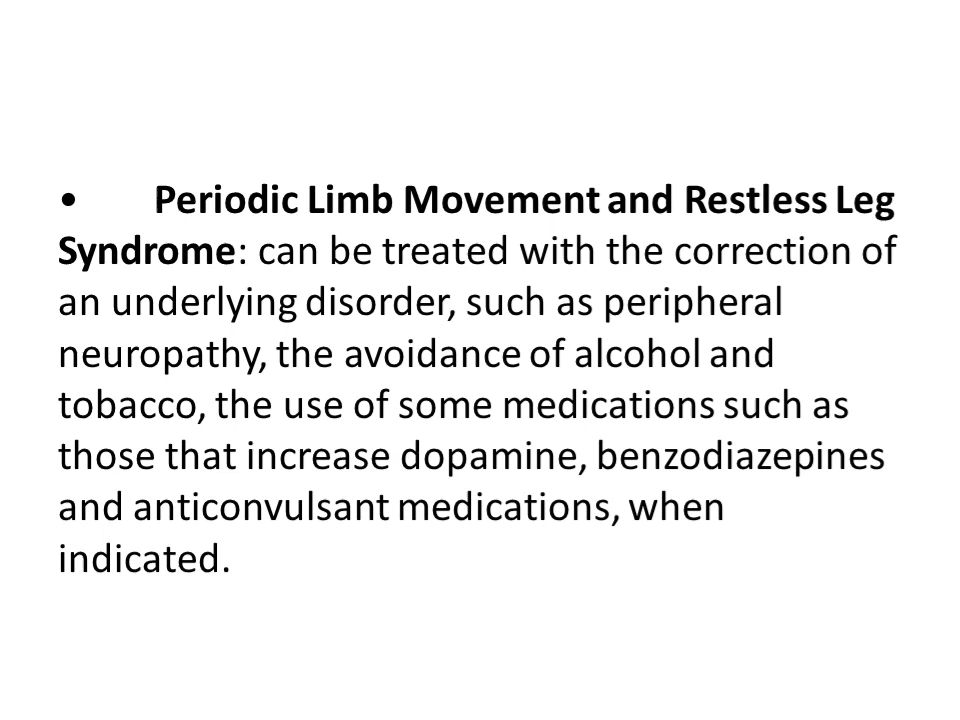 • Periodic Limb Movement and Restless Leg
Syndrome: can be treated with the correction of
an underlying disorder, such as peripheral
neuropathy, the avoidance of alcohol and
tobacco, the use of some medications such as
those that increase dopamine, benzodiazepines
and anticonvulsant medications, when
indicated.